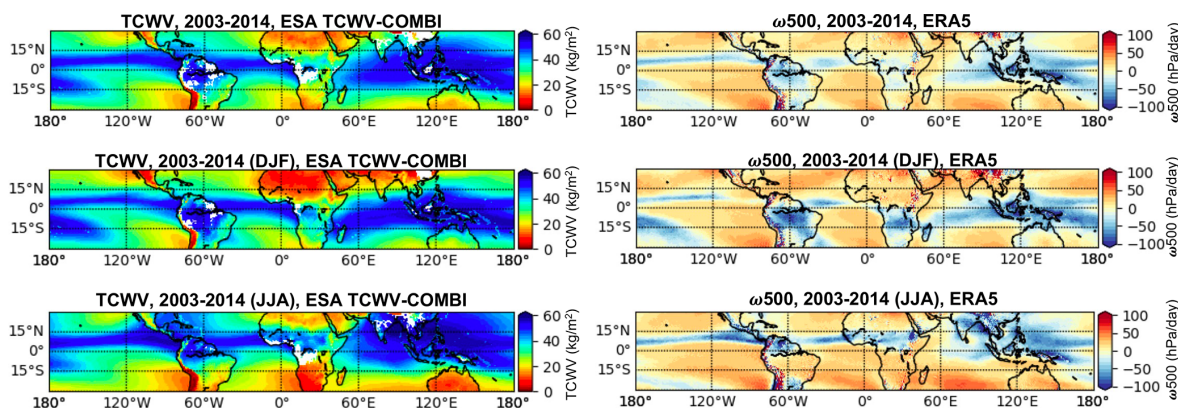 TCWV, 2003-2014, ESA TCWV-COMBI
15°N
0°
15°S
180° 120°W 60°W 0° 60°E 120°E 180°
60
40
20
0
TCWV (kg/m²)
ω500, 2003-2014, ERA5
15°N
0°
15°S
180° 120°W 60°W 0° 60°E 120°E 180°
100
50
0
−50
−100
ω500 (hPa/day)
TCWV, 2003-2014 (DJF), ESA TCWV-COMBI
15°N
0°
15°S
180° 120°W 60°W 0° 60°E 120°E 180°
60
40
20
0
TCWV (kg/m²)
ω500, 2003-2014 (DJF), ERA5
15°N
0°
15°S
180° 120°W 60°W 0° 60°E 120°E 180°
100
50
0
−50
−100
ω500 (hPa/day)
TCWV, 2003-2014 (JJA), ESA TCWV-COMBI
15°N
0°
15°S
180° 120°W 60°W 0° 60°E 120°E 180°
60
40
20
0
TCWV (kg/m²)
ω500, 2003-2014 (JJA), ERA5
15°N
0°
15°S
180° 120°W 60°W 0° 60°E 120°E 180°
100
50
0
−50
−100
ω500 (hPa/day)